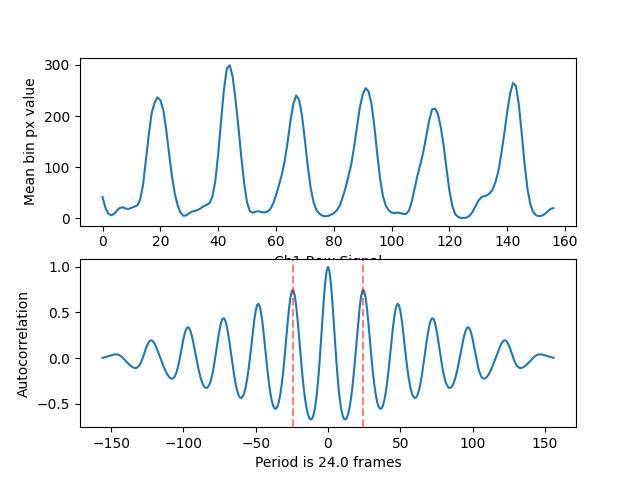 300
200
100
0
Mean bin px value
0 20 40 60 80 100 120 140 160
Ch1 Raw Signal
1.0
0.5
0.0
−0.5
Autocorrelation
−150 −100 −50 0 50 100 150
Period is 24.0 frames